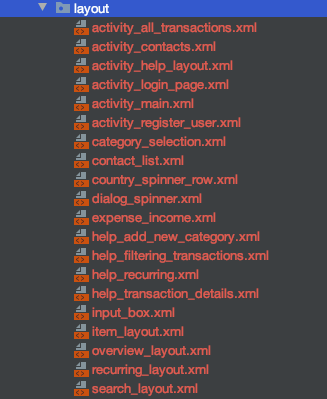 layout
activity_all_transactions.xml
activity_contacts.xml
activity_help_layout.xml
activity_login_page.xml
activity_main.xml
activity_register_user.xml
category_selection.xml
contact_list.xml
country_spinner_row.xml
dialog_spinner.xml
expense_income.xml
help_add_new_category.xml
help_filtering_transactions.xml
help_recurring.xml
help_transaction_details.xml
input_box.xml
item_layout.xml
overview_layout.xml
recurring_layout.xml
search_layout.xml